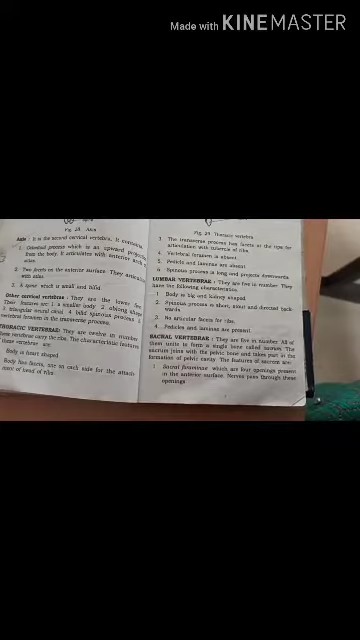 Made with KINEMASTER
Fig. 28 Atlas
Axis : It is the second cervical vertebra. It contains.
1. Odontoid process which is an upward projection
from the body. It articulates with anterior arch
atlas.
2. Two facets on the anterior surface. They articulate
with atlas.
3. A spine which is small and bifid.
Other cervical vertebrae : They are the lower
Their features are: 1. a smaller body 2. oblong shape
3. triangular neural canal 4. bifid spinous process
vertebral foramen in the transverse process.
THORACIC VERTEBRAE: They are twelve in number
these vertebrae carry the ribs. The characteristic features
these vertebrae are:
Body is heart shaped
Body has facets, one to each side for the attach-
ment of head of ribs
Fig. 29 Thoracic vertebra
3. The transverse process has facets at the tips for
articulation with tubercle of ribs.
4. Vertebral foramen is absent
5. Pedicle and laminae are absent
6. Spinous process is long and projects downwards.
LUMBAR VERTEBRAE : They are five in number. They
have the following characteristics.
1. Body is big and kidney shaped
2. Spinous process is short, stout and directed back-
wards
3. No articular facets for ribs
4. Pedicles and laminae are present
SACRAL VERTEBRAE : They are five in number. All of
them unite to form a single bone called sacrum. The
sacrum joins with the pelvic bone and takes part in the
formation of pelvic cavity. The features of sacrum are:
1. Sacral foraminae which are four openings present
in the anterior surface. Nerves pass through these
openings